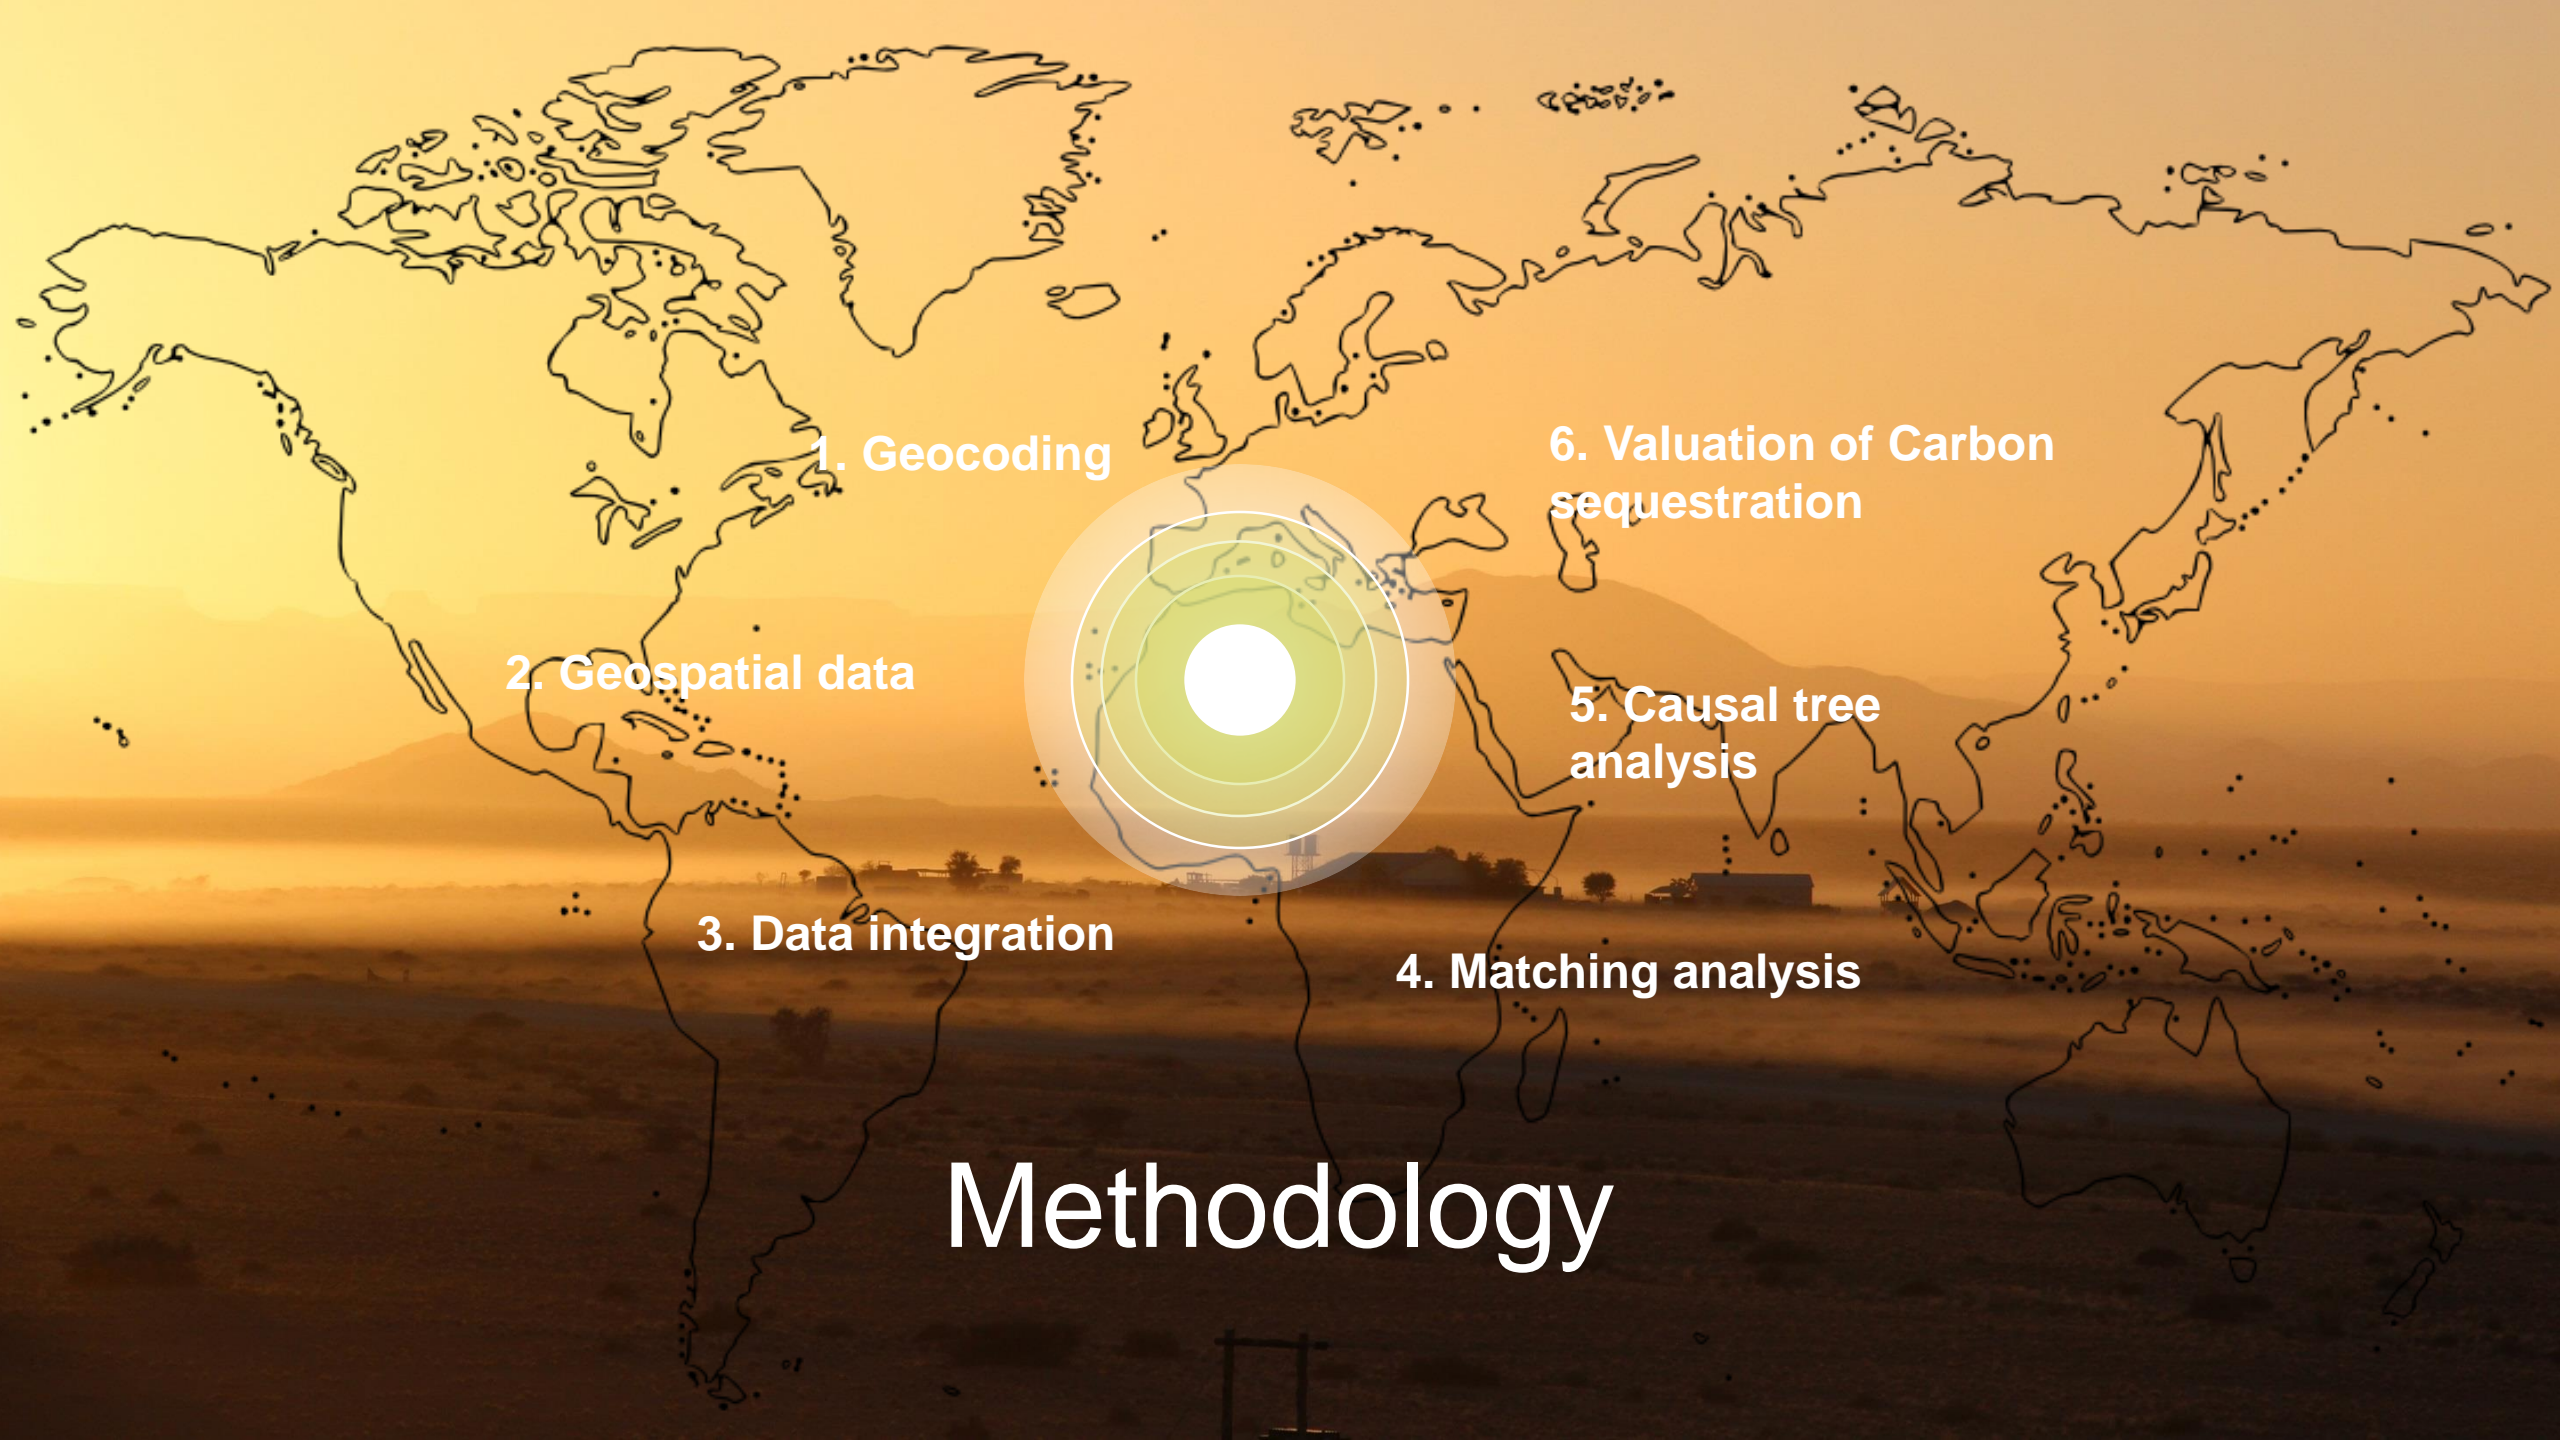 1. Geocoding
2. Geospatial data
3. Data integration
4. Matching analysis
5. Causal tree
analysis
6. Valuation of Carbon
sequestration
Methodology